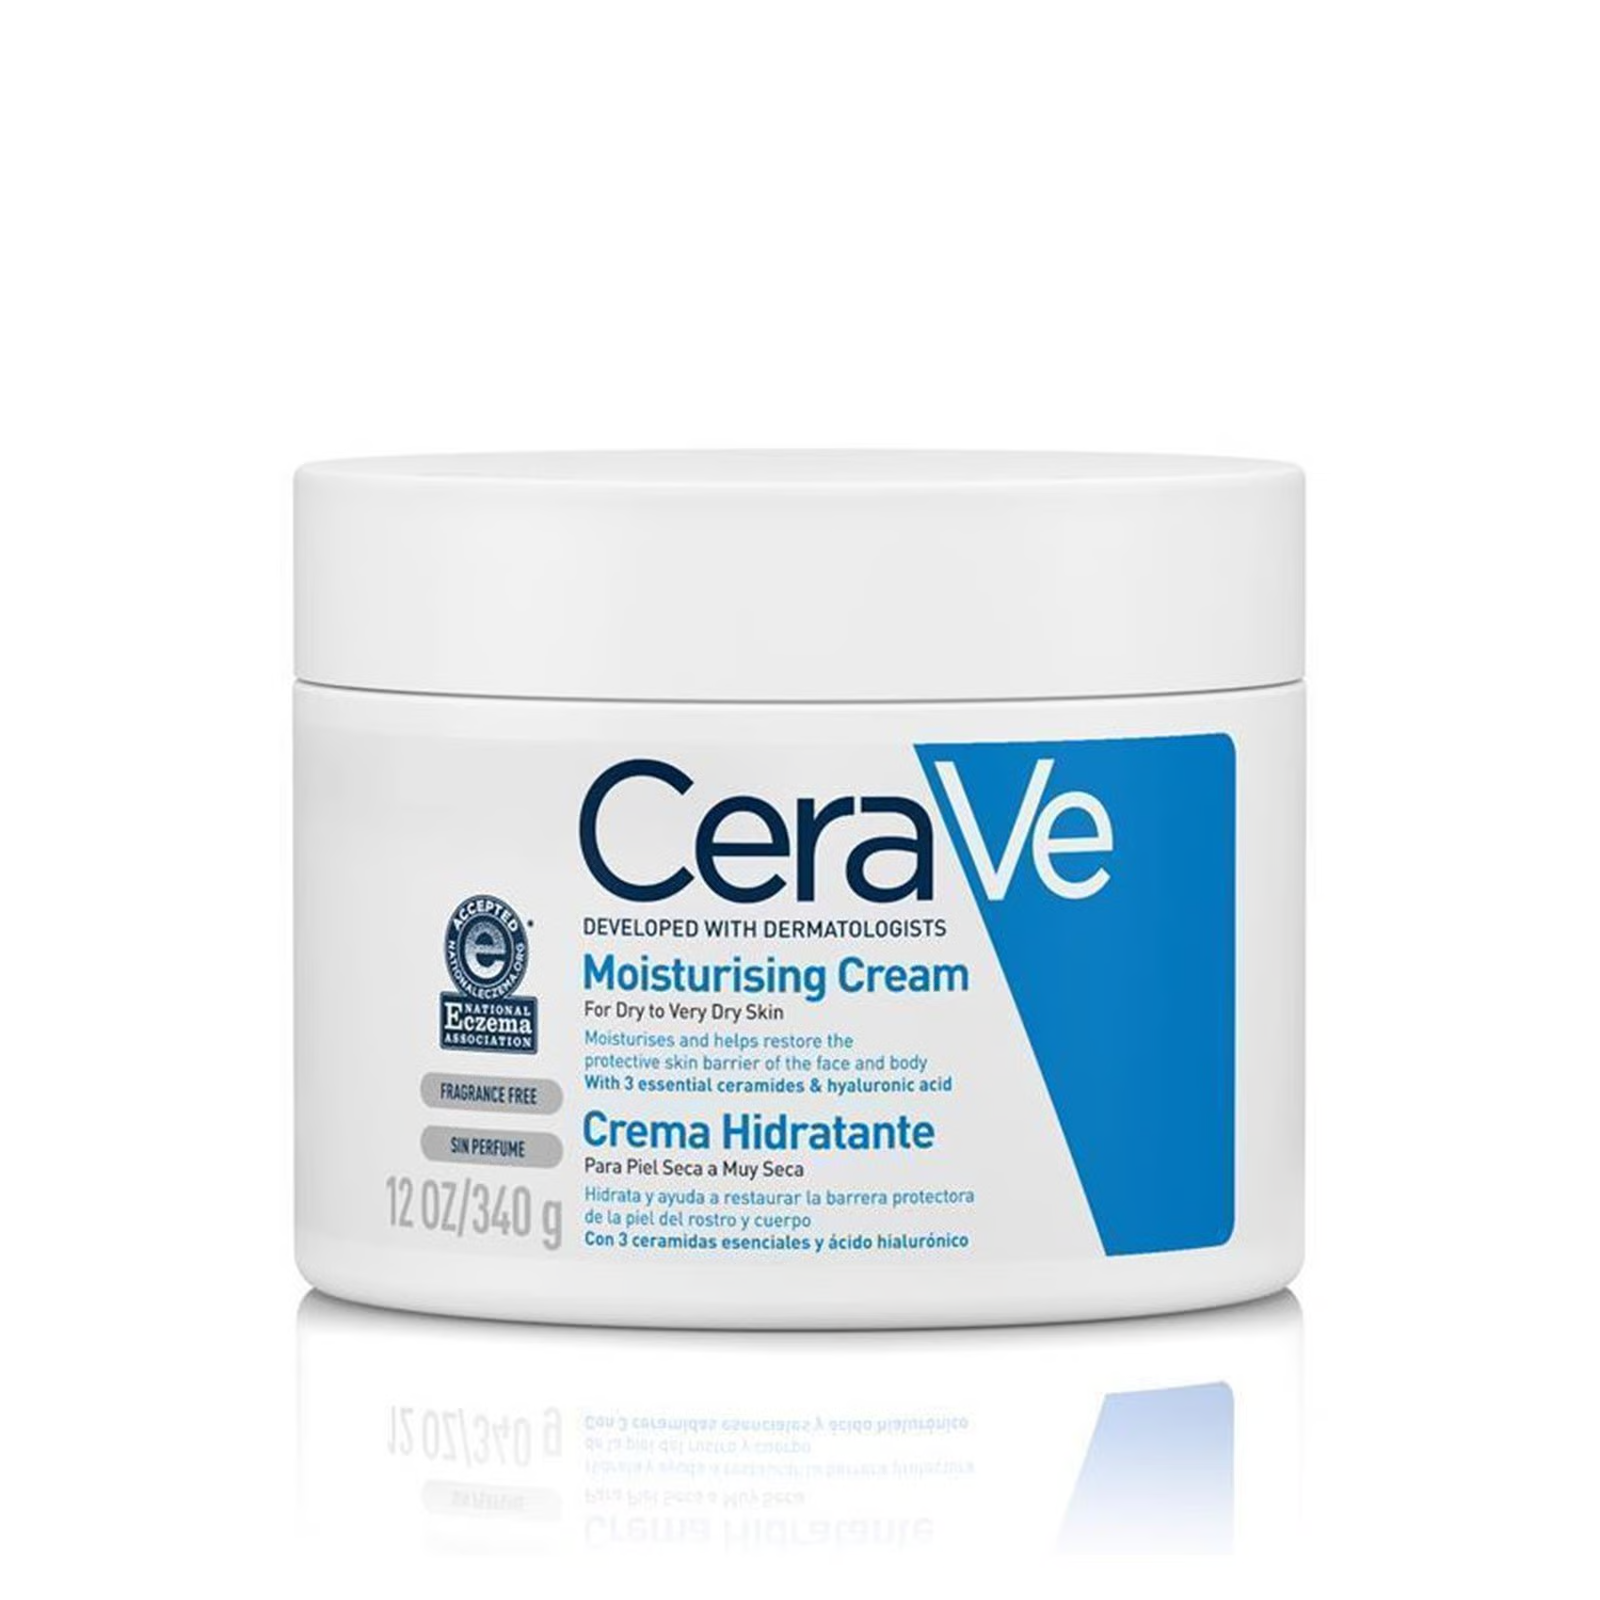 CeraVe
DEVELOPED WITH DERMATOLOGISTS
Moisturising Cream
For Dry to Very Dry Skin
Moisturises and helps restore the
protective skin barrier of the face and body
With 3 essential ceramides & hyaluronic acid
Crema Hidratante
Para Piel Seca a Muy Seca
Hidrata y ayuda a restaurar la barrera protectora
de la piel del rostro y cuerpo
Con 3 ceramidas esenciales y ácido hialurónico
ACCEPTED
e
*
NATIONALECZEMA.ORG
NATIONAL
Eczema
ASSOCIATION
FRAGRANCE FREE
SIN PERFUME
12 OZ/340 g